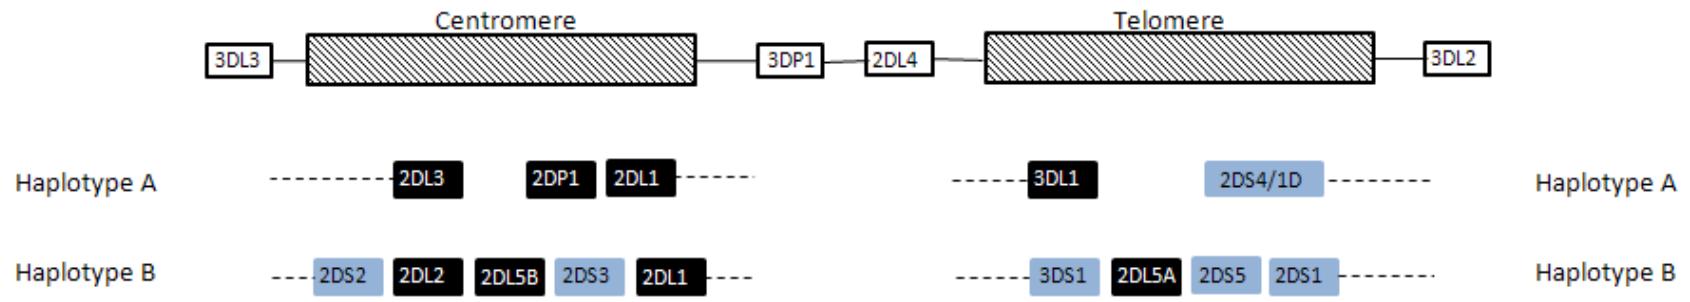 Centromere Telomere
3DL3 3DP1 2DL4 3DL2
Haplotype A 2DL3 2DP1 2DL1 3DL1 2DS4/1D Haplotype A
Haplotype B 2DS2 2DL2 2DL5B 2DS3 2DL1 3DS1 2DL5A 2DS5 2DS1 Haplotype B